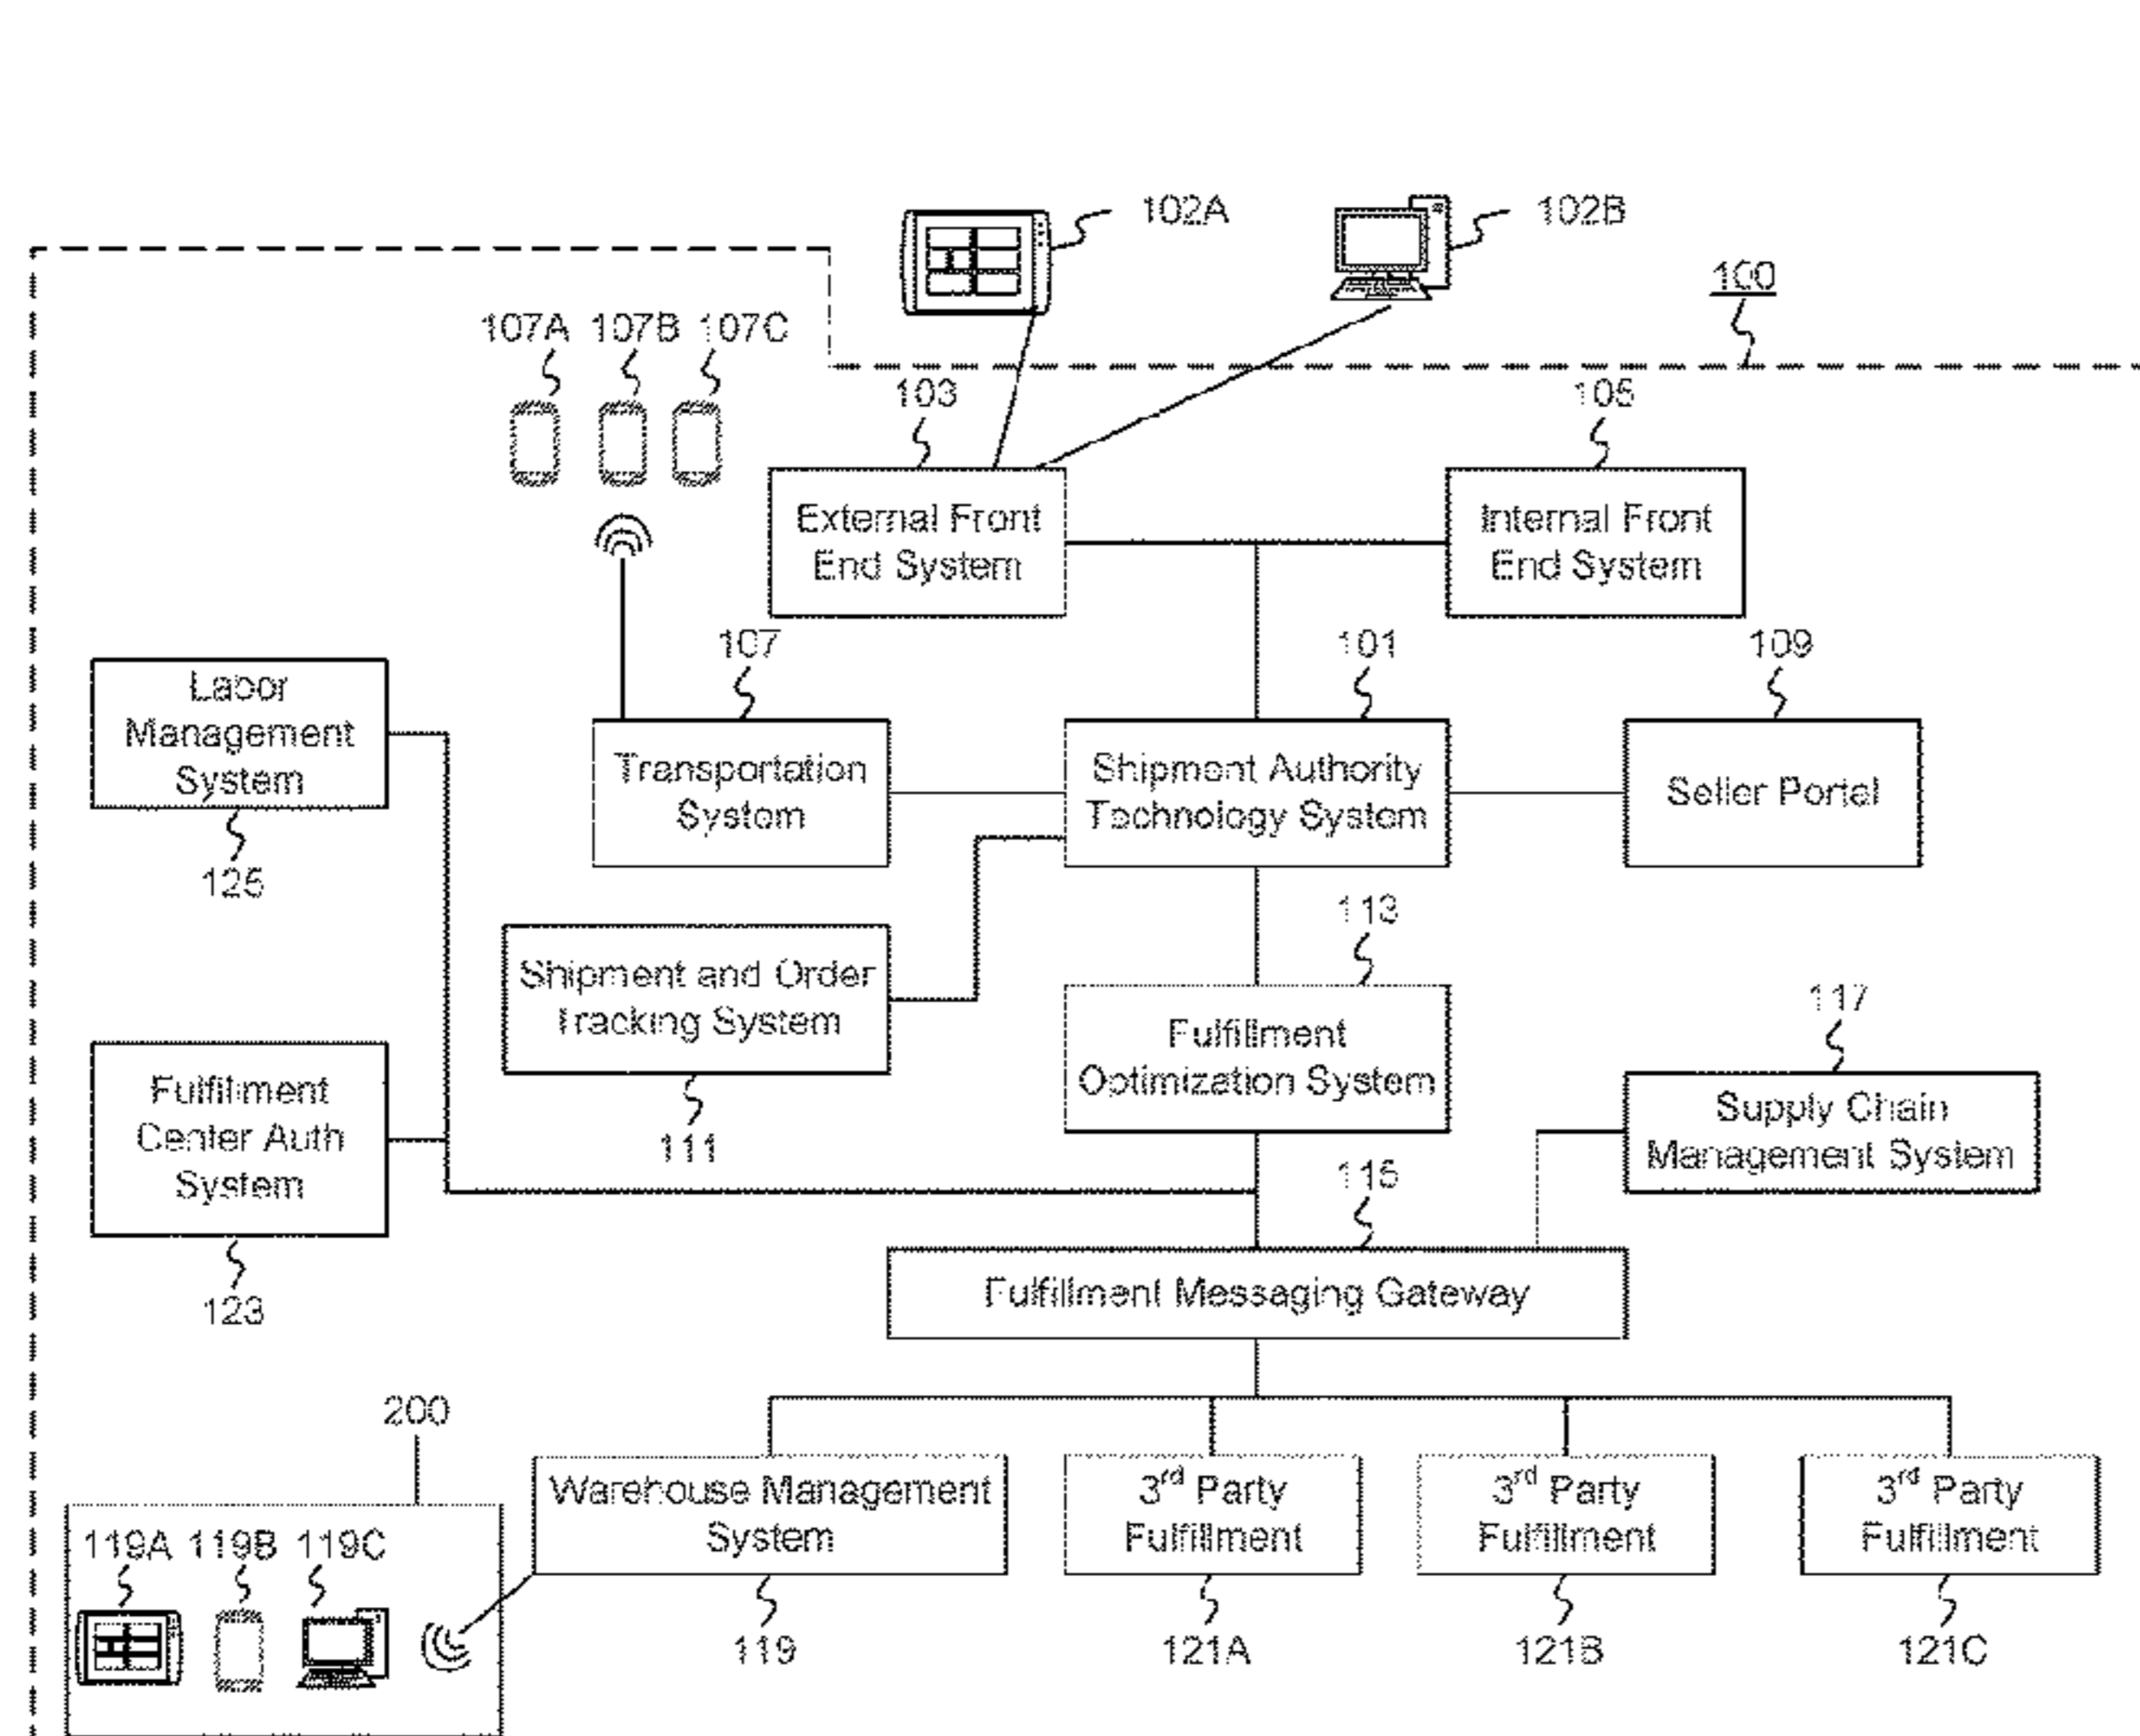 102A
102B
100
107A 107B 107C
103
105
External Front
End System
Internal Front
End System
107
101
109
Labor
Management
System
Transportation
System
Shipment Authority
Technology System
Seller Portal
125
113
Shipment and Order
Tracking System
117
Fulfillment
Optimization System
Fulfillment
Center Auth
System
Supply Chain
Management System
111
115
123
Fulfillment Messaging Gateway
200
Warehouse Management
System
3rd Party
Fulfillment
3rd Party
Fulfillment
3rd Party
Fulfillment
119A 119B 119C
119
121A
121B
121C